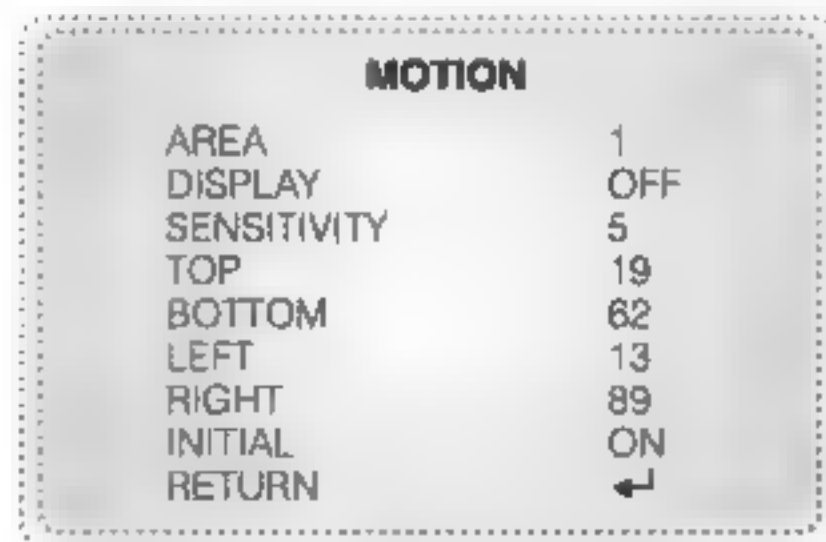 MOTION
AREA 1
DISPLAY OFF
SENSITIVITY 5
TOP 19
BOTTOM 62
LEFT 13
RIGHT 89
INITIAL ON
RETURN ↵